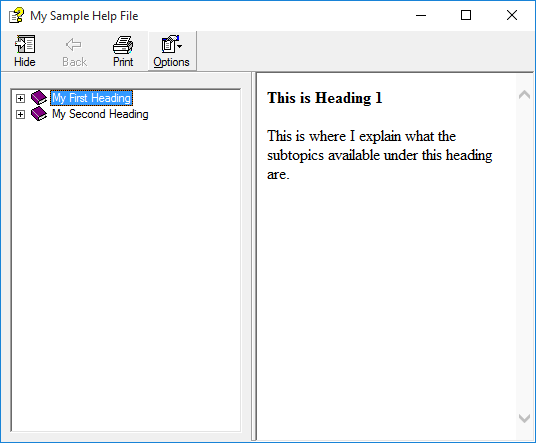 My Sample Help File
Hide Back Print Options
My First Heading
My Second Heading
This is Heading 1
This is where I explain what the
subtopics available under this heading
are.